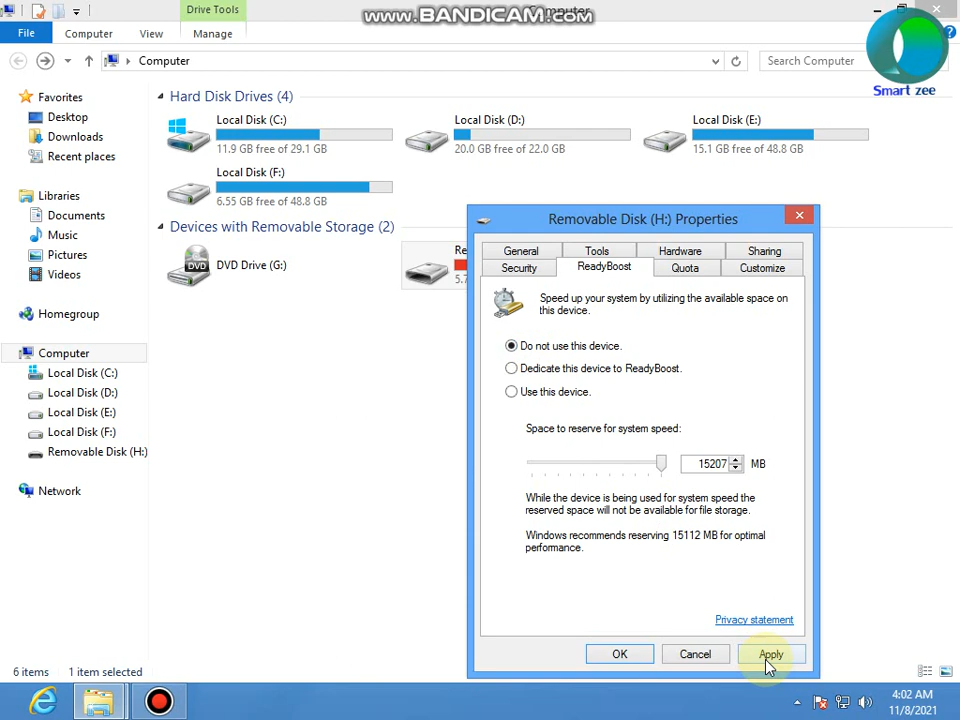 Drive Tools
www.BANDICAM.com
File
Computer
View
Manage
Computer
Search Computer
Smart zee
Favorites
Desktop
Downloads
Recent places
Libraries
Documents
Music
Pictures
Videos
Homegroup
Computer
Local Disk (C:)
Local Disk (D:)
Local Disk (E:)
Local Disk (F:)
Removable Disk (H:)
Network
Hard Disk Drives (4)
Local Disk (C:)
11.9 GB free of 29.1 GB
Local Disk (D:)
20.0 GB free of 22.0 GB
Local Disk (E:)
15.1 GB free of 48.8 GB
Local Disk (F:)
6.55 GB free of 48.8 GB
Devices with Removable Storage (2)
DVD
DVD Drive (G:)
Re
5.7
Removable Disk (H:) Properties
General
Tools
Hardware
Sharing
Security
ReadyBoost
Quota
Customize
Speed up your system by utilizing the available space on
this device.
Do not use this device.
Dedicate this device to ReadyBoost.
Use this device.
Space to reserve for system speed:
15207 MB
While the device is being used for system speed the
reserved space will not be available for file storage.
Windows recommends reserving 15112 MB for optimal
performance.
Privacy statement
OK
Cancel
Apply
6 items
1 item selected
4:02 AM
11/8/2021